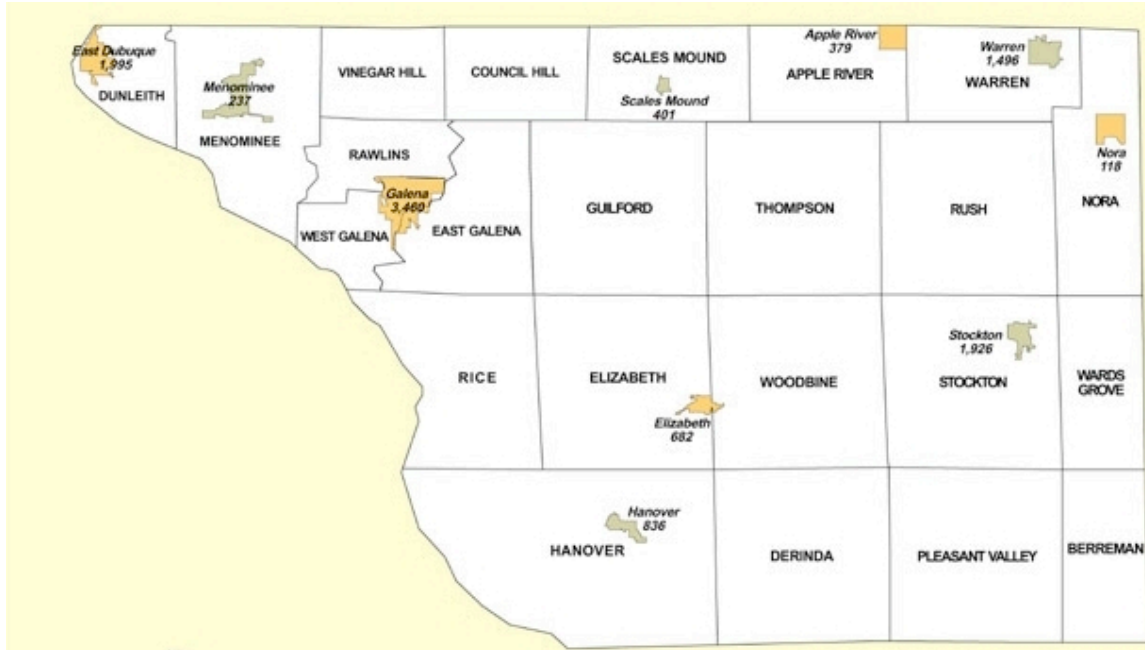 East Dubuque
1,995
DUNLEITH
Menominee
237
MENOMINEE
VINEGAR HILL
COUNCIL HILL
SCALES MOUND
Scales Mound
401
Apple River
379
APPLE RIVER
Warren
1,496
WARREN
Nora
118
NORA
RAWLINS
Galena
3,460
WEST GALENA
EAST GALENA
GUILFORD
THOMPSON
RUSH
RICE
ELIZABETH
Elizabeth
682
WOODBINE
Stockton
1,926
STOCKTON
WARDS
GROVE
Hanover
836
HANOVER
DERINDA
PLEASANT VALLEY
BERREMAN